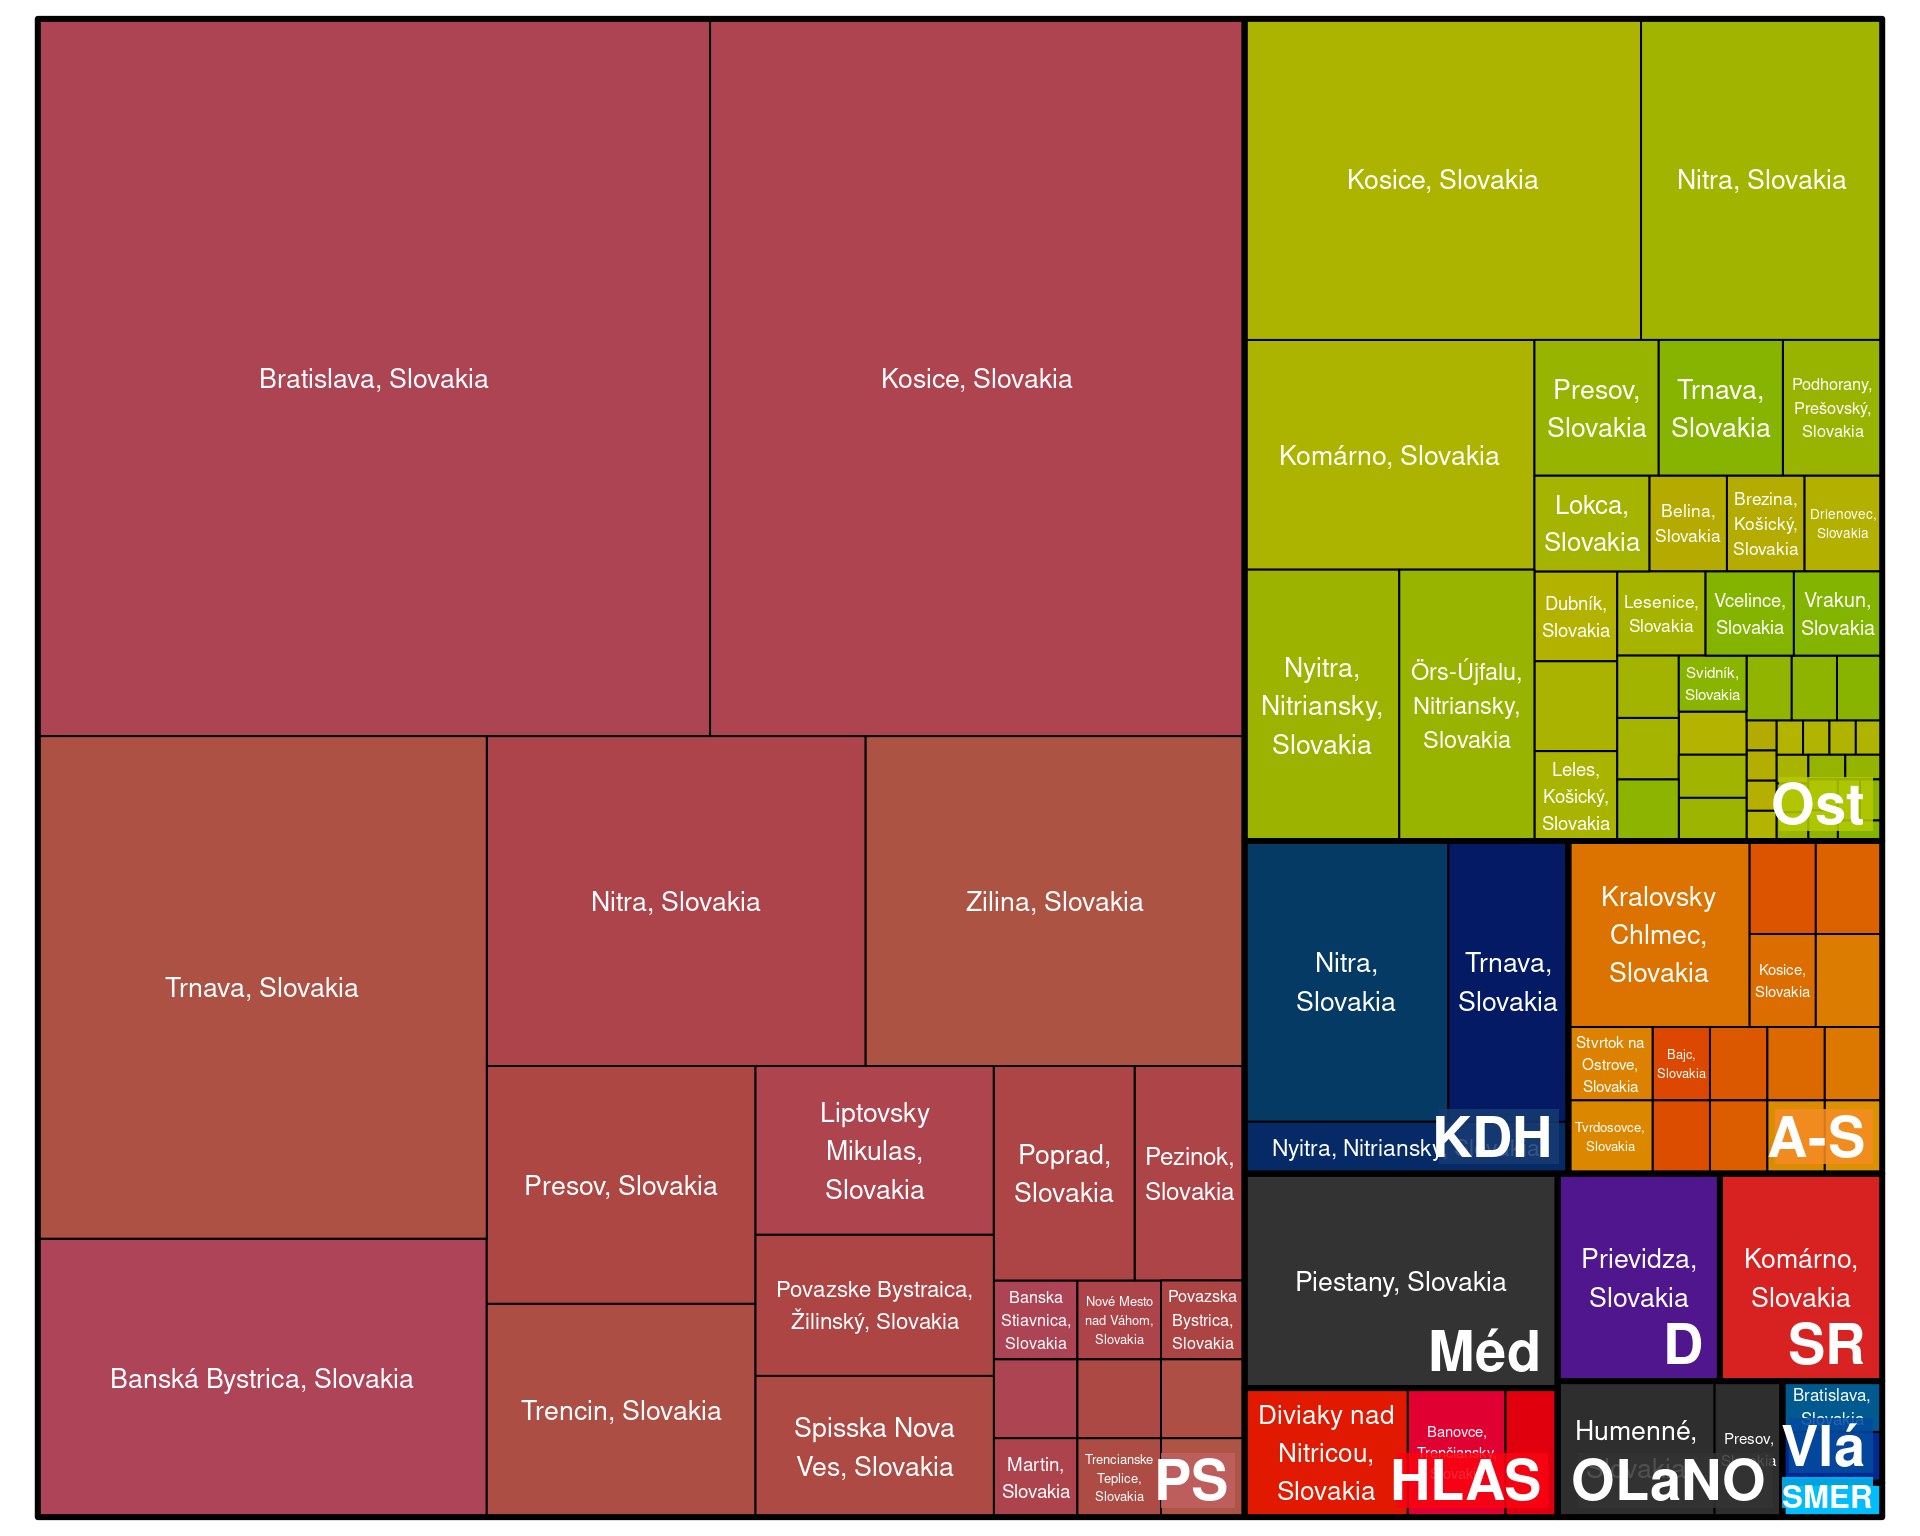 Bratislava, Slovakia
Kosice, Slovakia
Trnava, Slovakia
Nitra, Slovakia
Zilina, Slovakia
Banská Bystrica, Slovakia
Presov, Slovakia
Trencin, Slovakia
Liptovsky
Mikulas,
Slovakia
Povazske Bystraica,
Žilinský, Slovakia
Spisska Nova
Ves, Slovakia
Poprad,
Slovakia
Pezinok,
Slovakia
Banska
Stiavnica,
Slovakia
Nové Mesto
nad Váhom,
Slovakia
Povazska
Bystrica,
Slovakia
Martin,
Slovakia
Trencianske
Teplice,
Slovakia
PS
Kosice, Slovakia
Nitra, Slovakia
Komárno, Slovakia
Presov,
Slovakia
Trnava,
Slovakia
Podhorany,
Prešovský,
Slovakia
Lokca,
Slovakia
Belina,
Slovakia
Brezina,
Košický,
Slovakia
Drienovec,
Slovakia
Nyitra,
Nitriansky,
Slovakia
Örs-Újfalu,
Nitriansky,
Slovakia
Dubník,
Slovakia
Lesenice,
Slovakia
Vcelince,
Slovakia
Vrakun,
Slovakia
Svidník,
Slovakia
Leles,
Košický,
Slovakia
Ost
Nitra,
Slovakia
Trnava,
Slovakia
Nyitra, Nitriansky, Slovakia
KDH
Kralovsky
Chlmec,
Slovakia
Kosice,
Slovakia
Stvrtok na
Ostrove,
Slovakia
Bajc,
Slovakia
Tvrdosovce,
Slovakia
A-S
Piestany, Slovakia
Méd
Prievidza,
Slovakia
D
Komárno,
Slovakia
SR
Diviaky nad
Nitricou,
Slovakia
Banovce,
Trenčiansky,
Slovakia
HLAS
Humenné,
Slovakia
Presov,
Slovakia
OLaNO
Bratislava,
Slovakia
Vlá
SMER